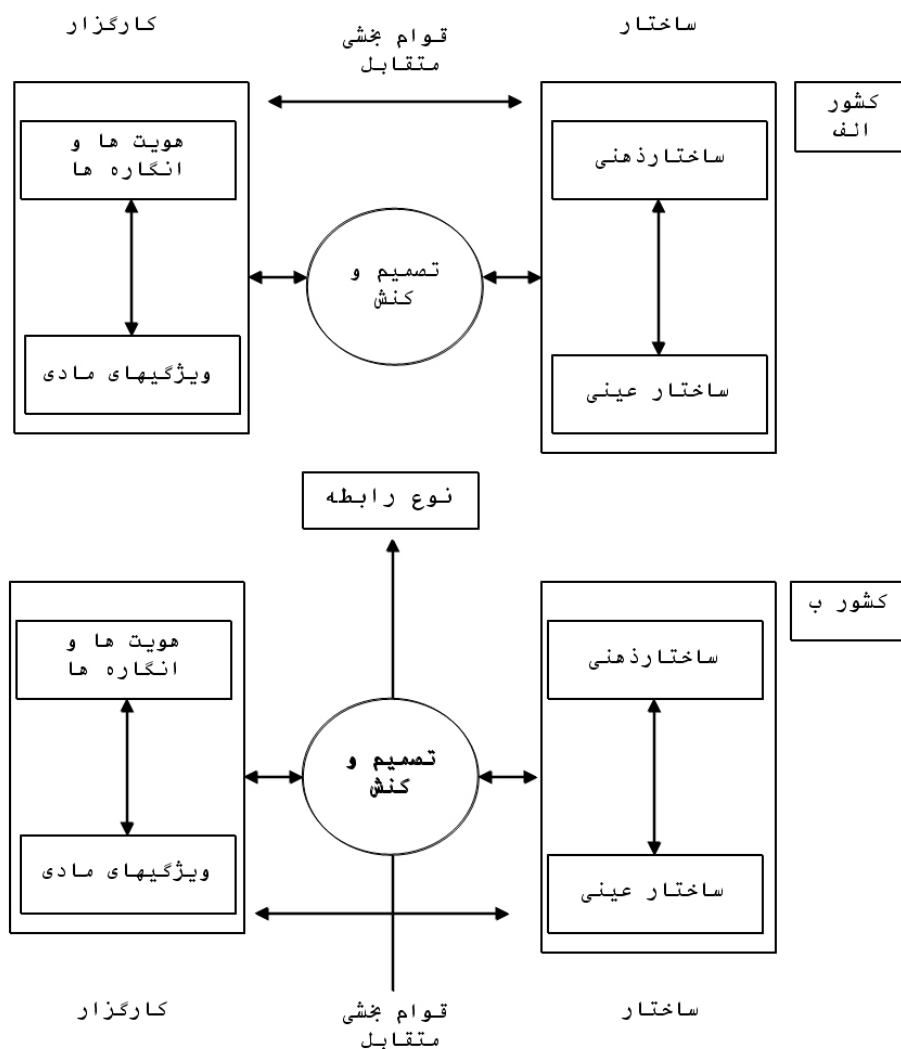 ساختار
قوام بخشی
متقابل
کارگزار
کشور
الف
ساختارذهنی
هویت ها و
انگاره ها
تصمیم و
کنش
ساختار عینی
ویژگیهای مادی
نوع رابطه
کشور ب
ساختارذهنی
هویت ها و
انگاره ها
تصمیم و
کنش
ساختار عینی
ویژگیهای مادی
ساختار
قوام بخشی
متقابل
کارگزار